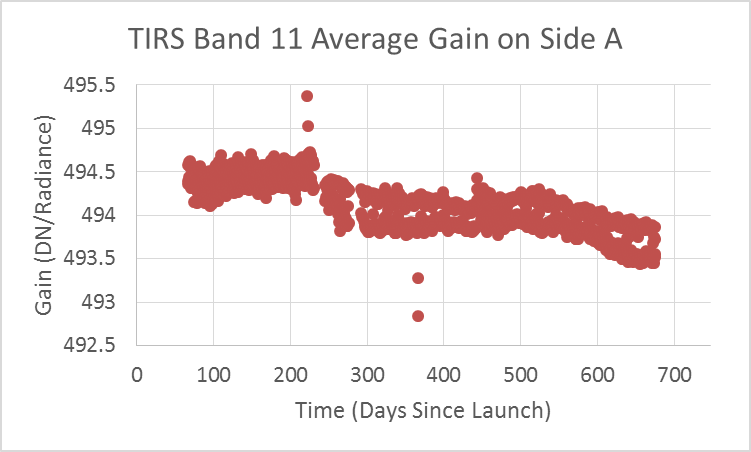 TIRS Band 11 Average Gain on Side A
495.5
495
494.5
494
493.5
493
492.5
Gain (DN/Radiance)
0 100 200 300 400 500 600 700
Time (Days Since Launch)